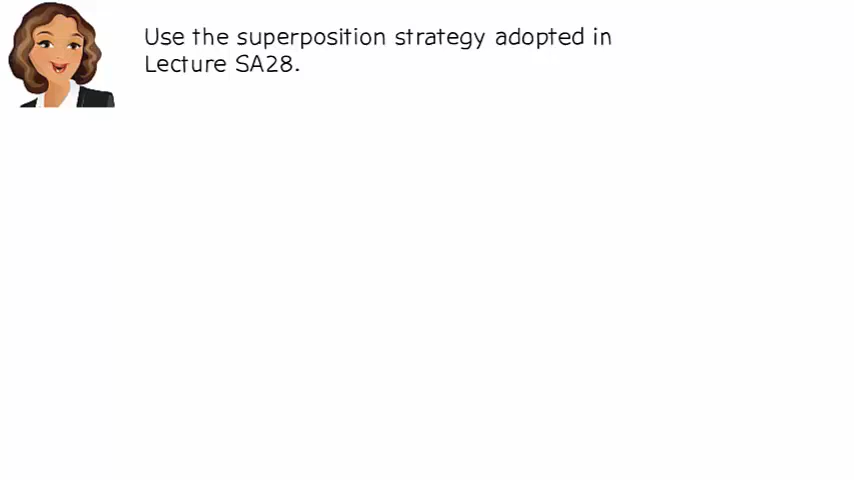 Use the superposition strategy adopted in
Lecture SA28.